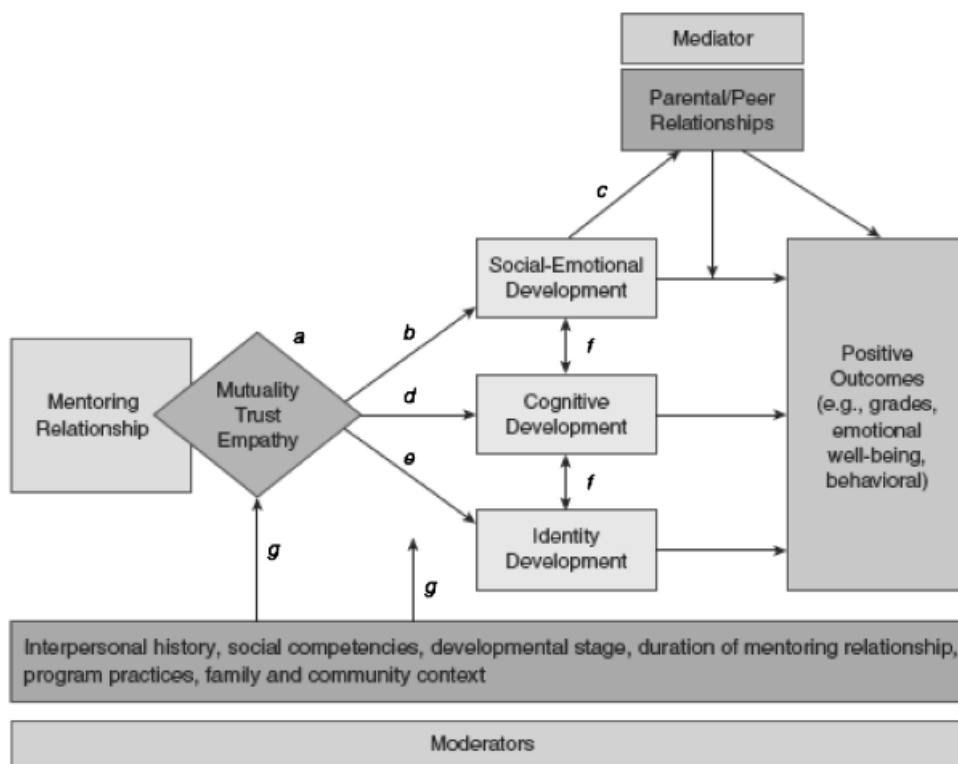 Mediator
Parental/Peer
Relationships
c
Social-Emotional
Development
a
b
f
Mentoring
Relationship
Mutuality
Trust
Empathy
d
Cognitive
Development
Positive
Outcomes
(e.g., grades,
emotional
well-being,
behavioral)
e
f
Identity
Development
g
g
Interpersonal history, social competencies, developmental stage, duration of mentoring relationship,
program practices, family and community context
Moderators